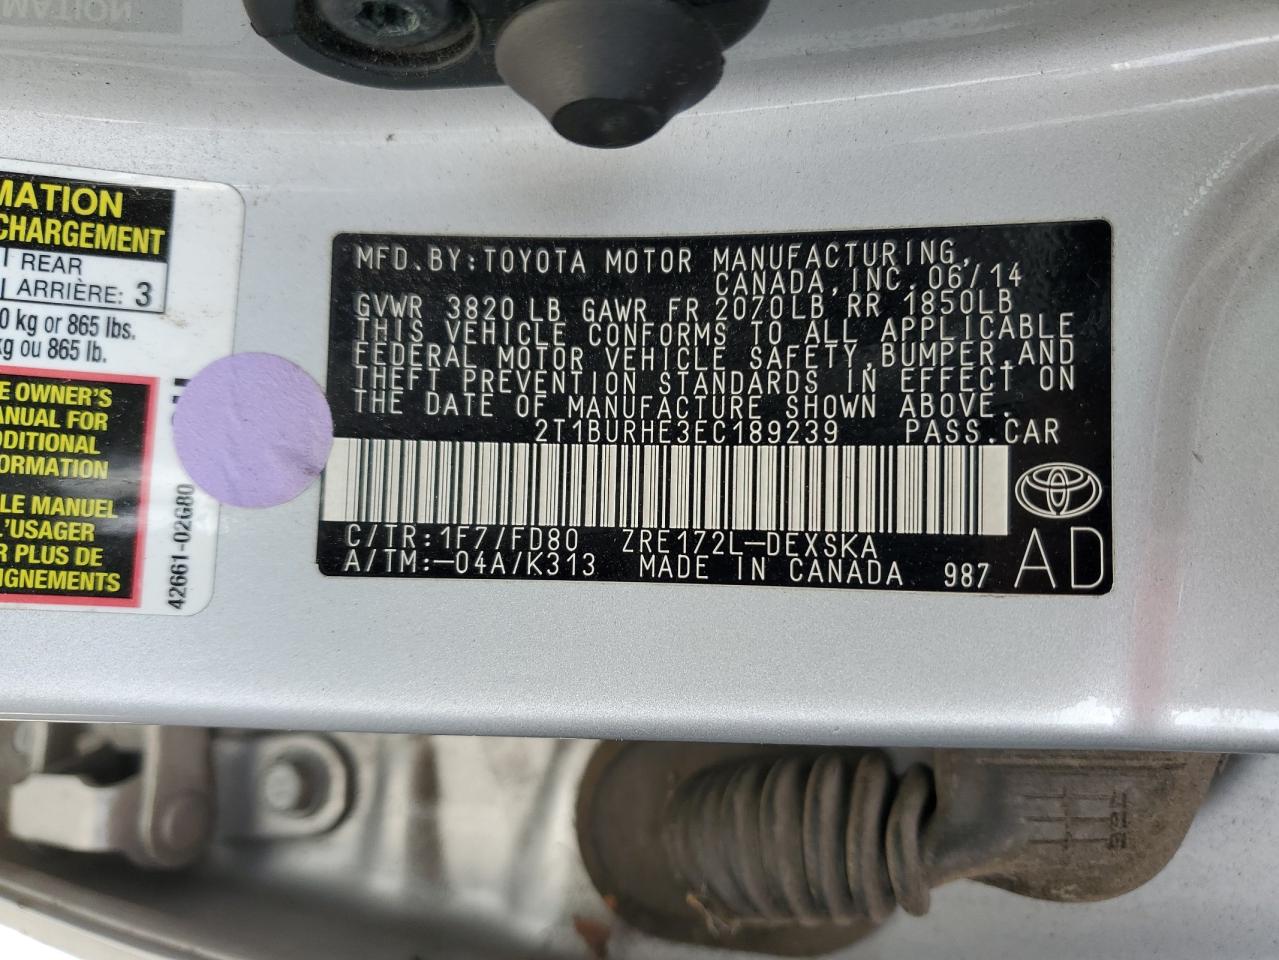 MATION
MATION
CHARGEMENT
REAR
ARRIÈRE: 3
0 kg or 865 lbs.
kg ou 865 lb.
E OWNER'S
ANUAL FOR
DDITIONAL
FORMATION
LE MANUEL
L'USAGER
R PLUS DE
IGNEMENTS
42661-02G80
MFD.BY:TOYOTA MOTOR MANUFACTURING,
CANADA,INC.06/14
GVWR 3820 LB GAWR FR 2070LB RR 1850LB
THIS VEHICLE CONFORMS TO ALL APPLICABLE
FEDERAL MOTOR VEHICLE SAFETY,BUMPER,AND
THEFT PREVENTION STANDARDS IN EFFECT ON
THE DATE OF MANUFACTURE SHOWN ABOVE.
2T1BURHE3EC189239 PASS.CAR
C/TR:1F7/FD80 ZRE172L-DEXSKA
A/TM:-04A/K313 MADE IN CANADA 987 AD